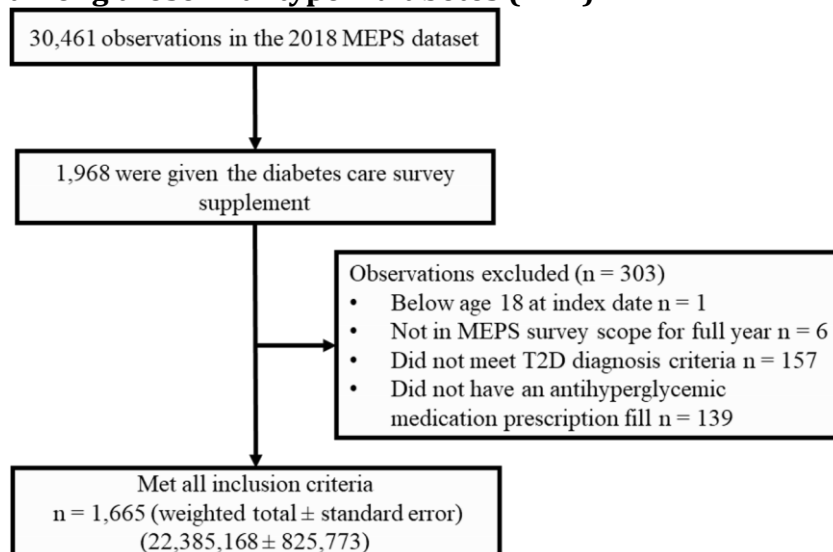 30,461 observations in the 2018 MEPS dataset
1,968 were given the diabetes care survey
supplement
Observations excluded (n = 303)
• Below age 18 at index date n = 1
• Not in MEPS survey scope for full year n = 6
• Did not meet T2D diagnosis criteria n = 157
• Did not have an antihyperglycemic
medication prescription fill n = 139
Met all inclusion criteria
n = 1,665 (weighted total ± standard error)
(22,385,168 ± 825,773)